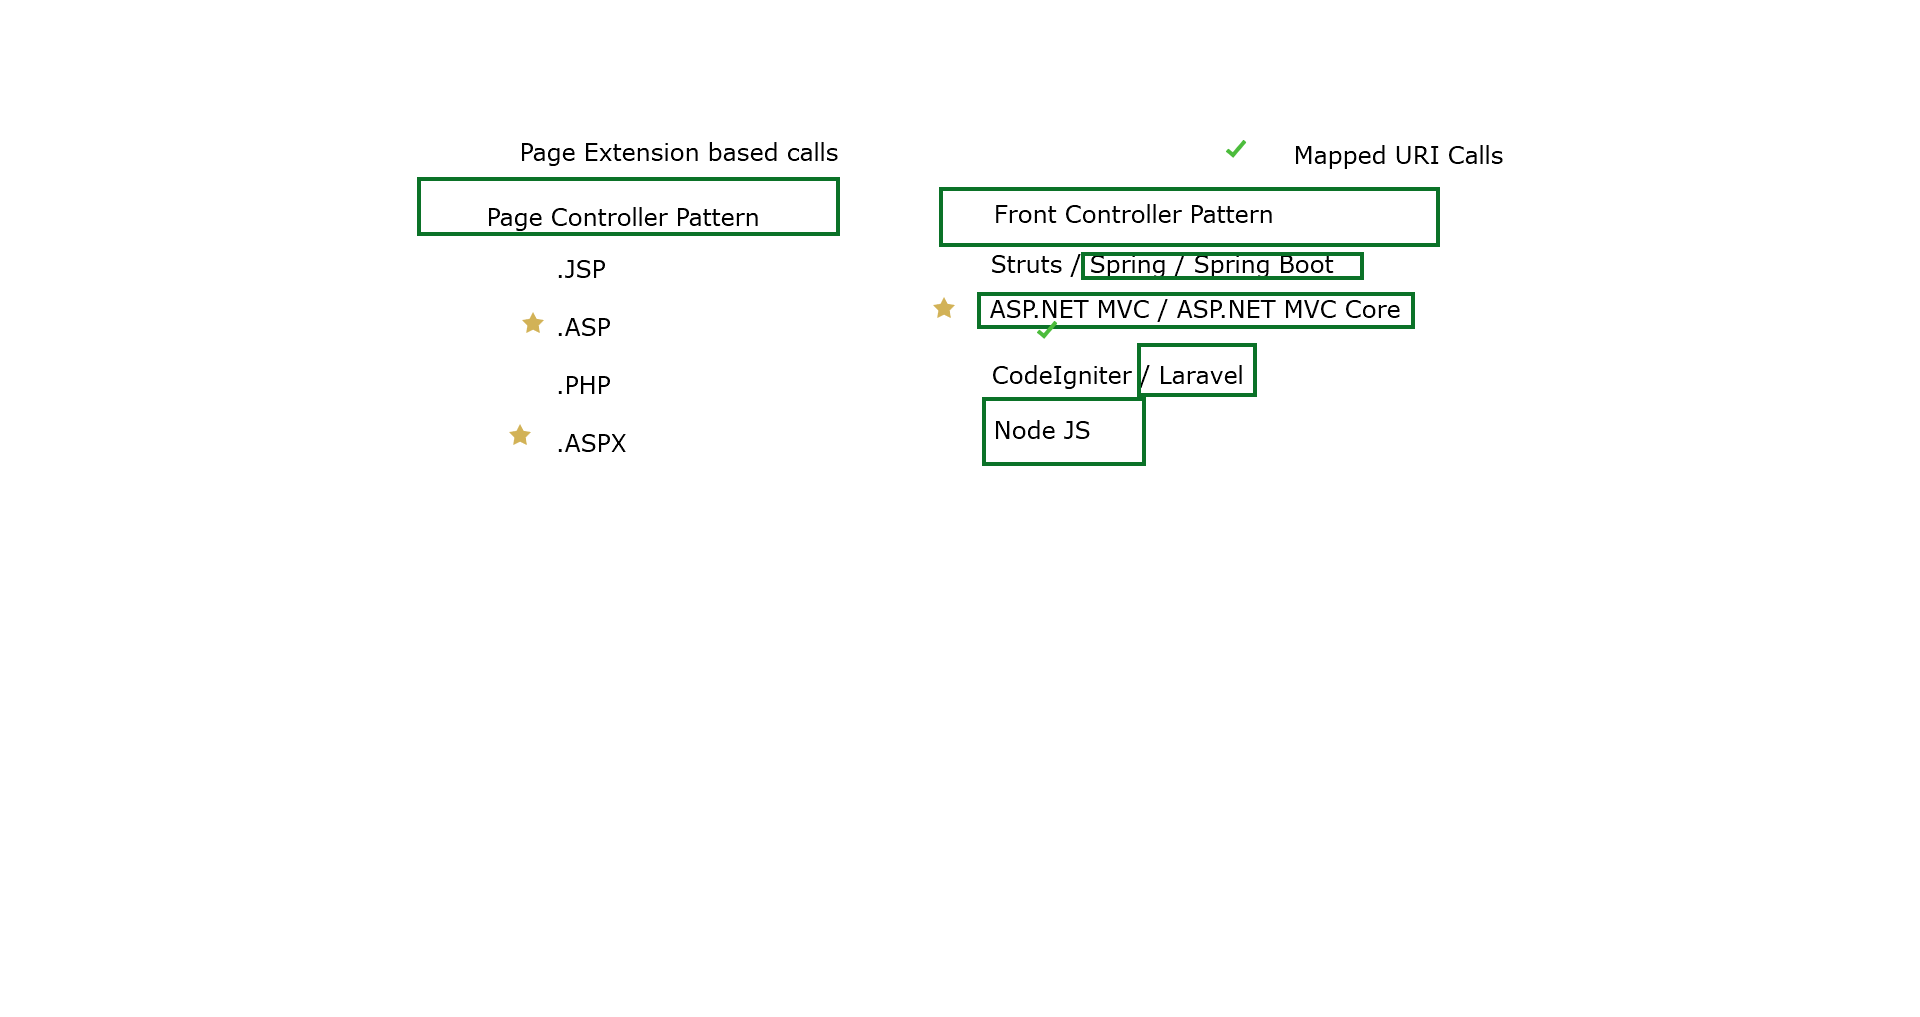 Page Extension based calls
Page Controller Pattern
.JSP
.ASP
.PHP
.ASPX
Mapped URI Calls
Front Controller Pattern
Struts / Spring / Spring Boot
ASP.NET MVC / ASP.NET MVC Core
CodeIgniter / Laravel
Node JS